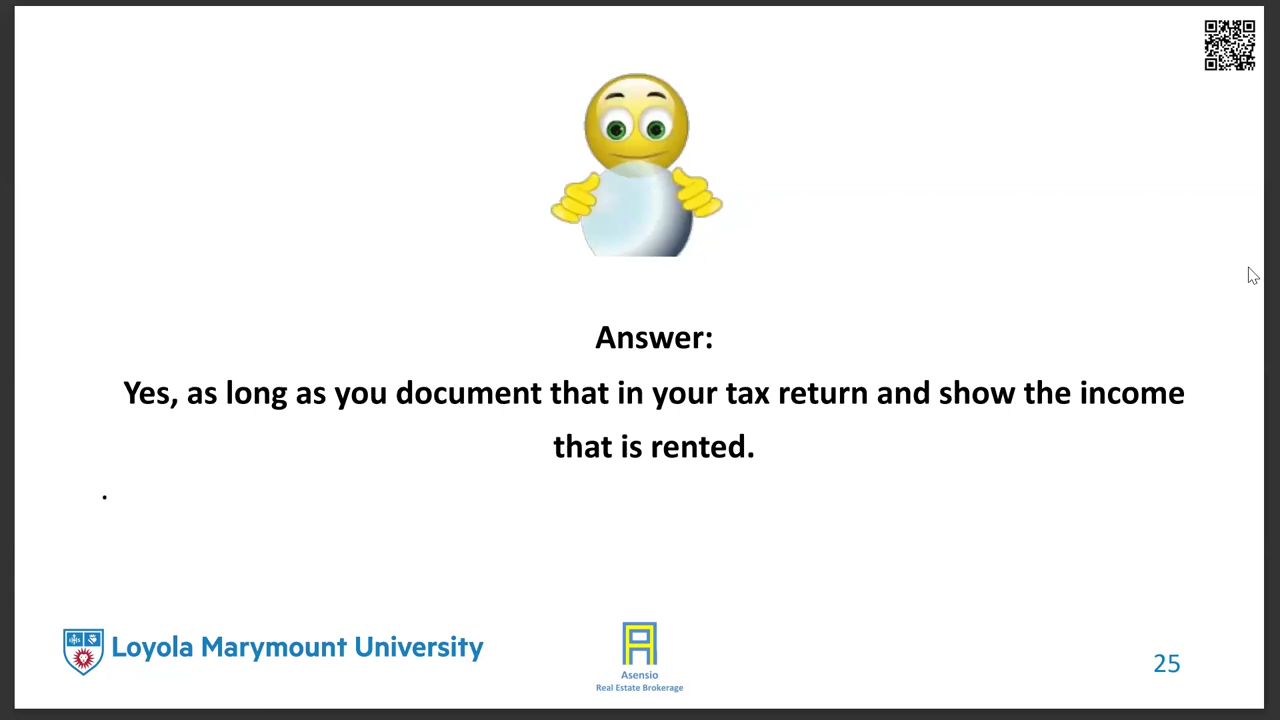 Answer:
Yes, as long as you document that in your tax return and show the income
that is rented.
.
Loyola Marymount University
Asensio
Real Estate Brokerage
25